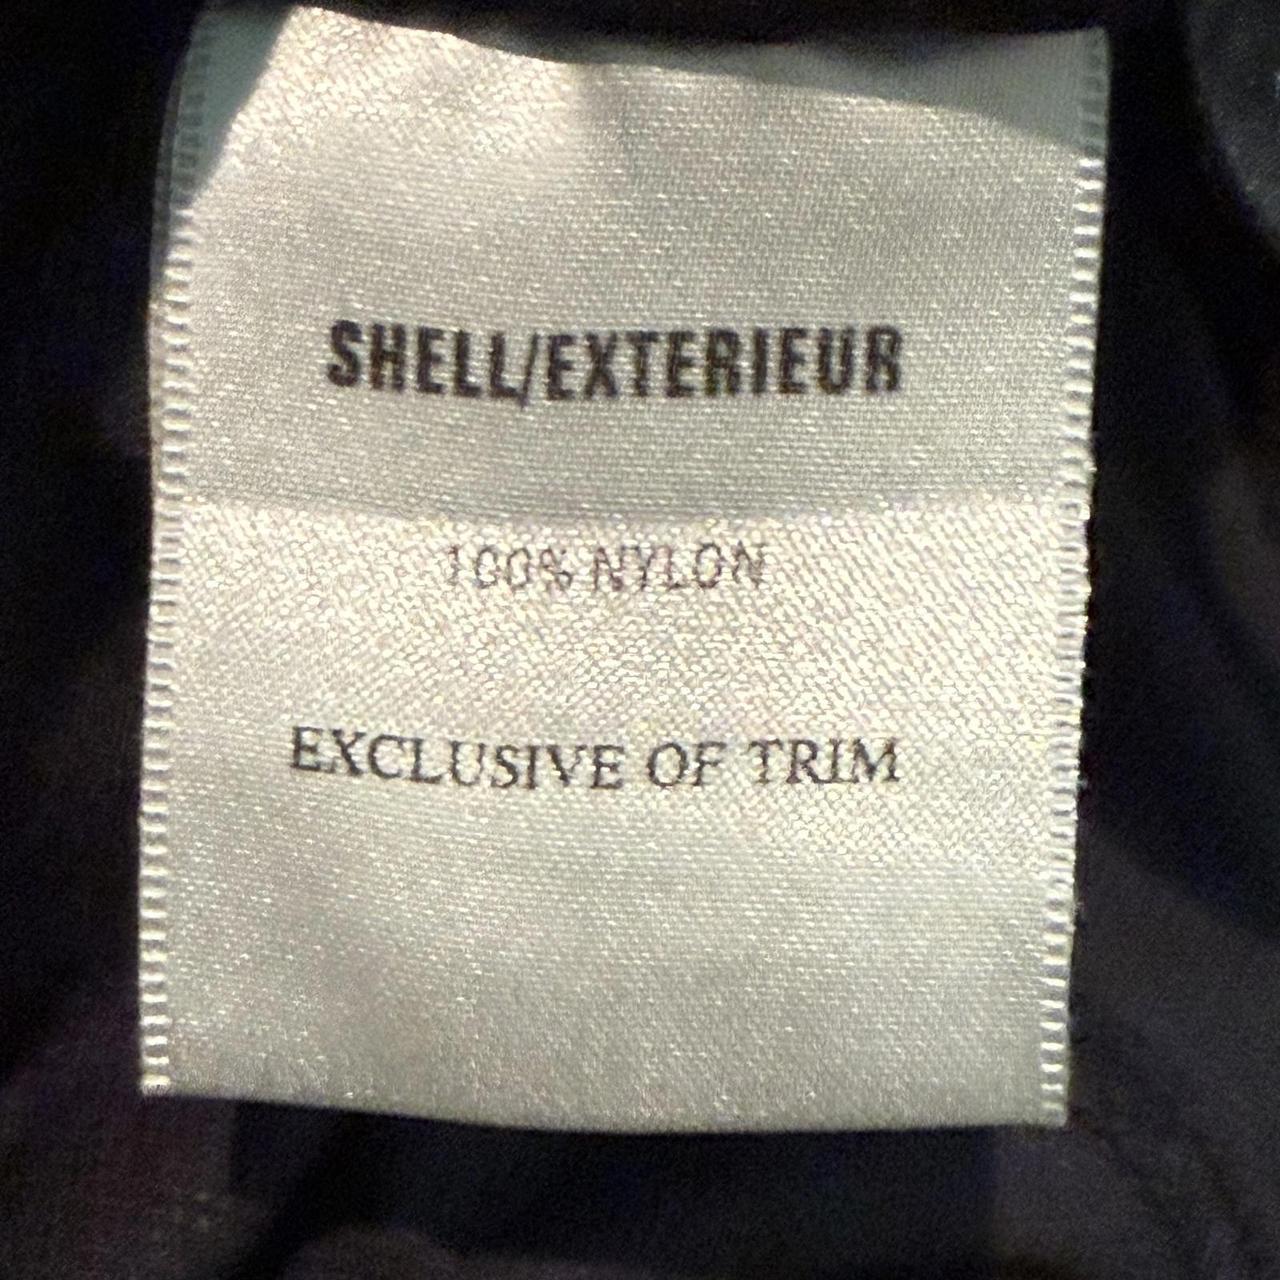 SHELL/EXTERIEUR
100% NYLON
EXCLUSIVE OF TRIM